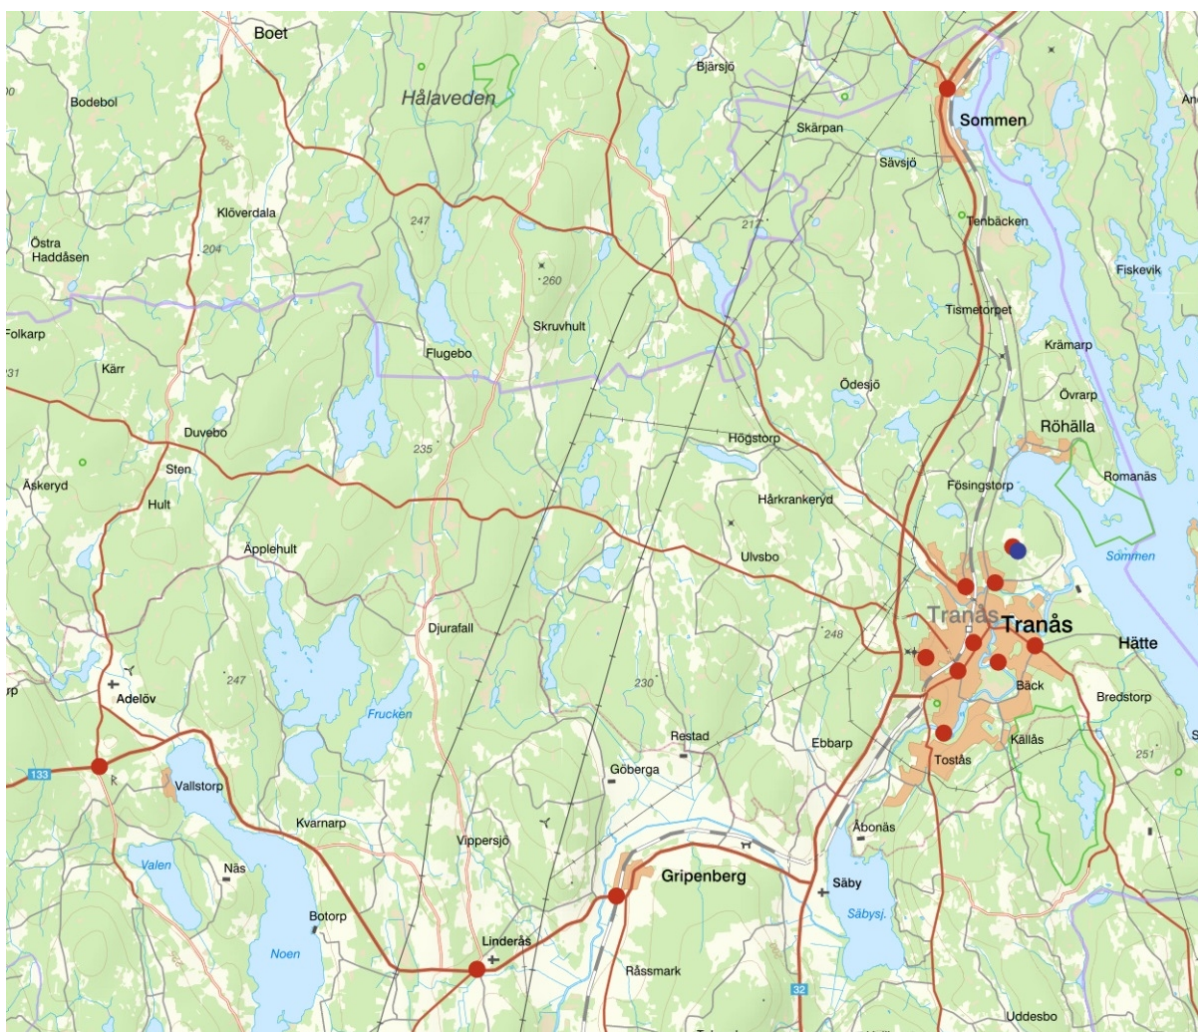 Boet
Bjärsjö
Bodebol
Hålaveden
Sommen
Skärpan
Sävsjö
Klöverdala
247
217
Tenbäcken
Östra
Haddåsen
204
260
Fiskevik
Folkarp
Skruvhult
Tismetorpet
Flugebo
Krämarp
Kärr
231
Ödesjö
Övrarp
Röhälla
Duvebo
235
Högstorp
Sten
Romanäs
Äskeryd
Hult
Hårkrankeryd
Fösingstorp
Äpplehult
Ulvsbo
Sommen
Tranås
Tranås
Djurafall
248
Hätte
247
230
Bäck
Adelöv
Bredstorp
Frucken
Restad
Ebbarp
Källås
251
Göberga
Tostås
133
Vallstorp
Kvarnarp
Vippersjö
Åbonäs
Valen
Näs
Gripenberg
Säby
Botorp
Säbysj.
Linderås
Noen
Råssmark
32
Uddesbo